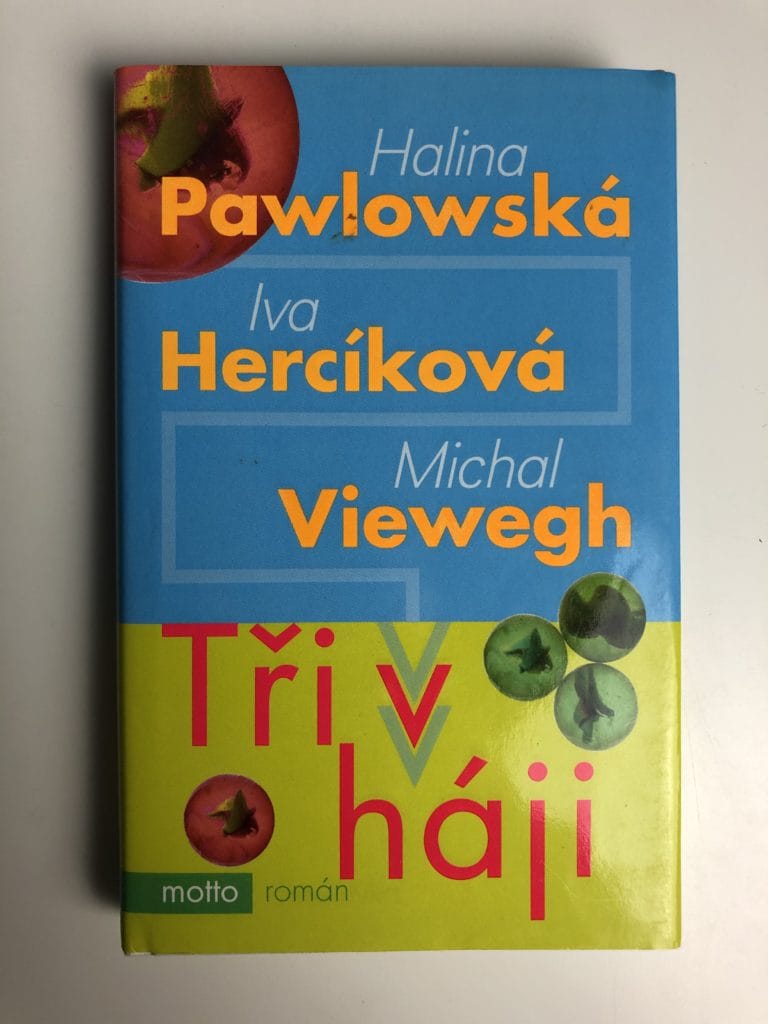 Halina
Pawlowská
Iva
Hercíková
Michal
Viewegh
Tři v
háji
motto román